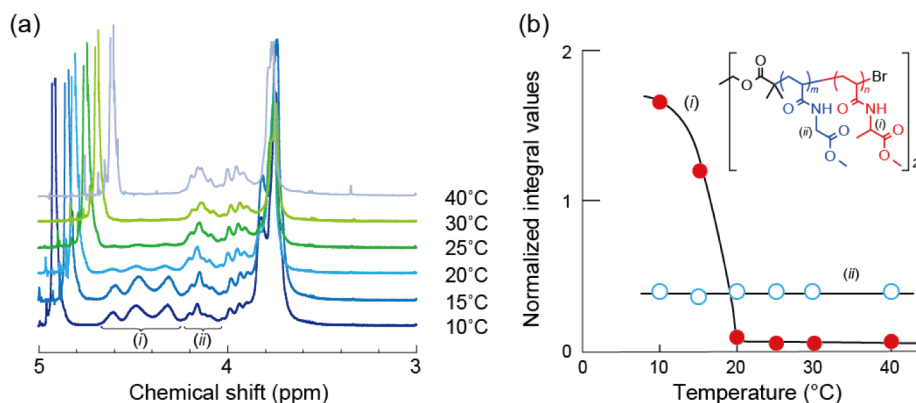 (a)
40°C
30°C
25°C
20°C
15°C
10°C
(i)
(ii)
5
4
3
Chemical shift (ppm)
(b)
Normalized integral values
2
1
0
0
10
20
30
40
Temperature (°C)
(i)
(ii)
O
O
m
n
Br
O
NH
O
NH
(ii)
O
O
(i)
O
O
2